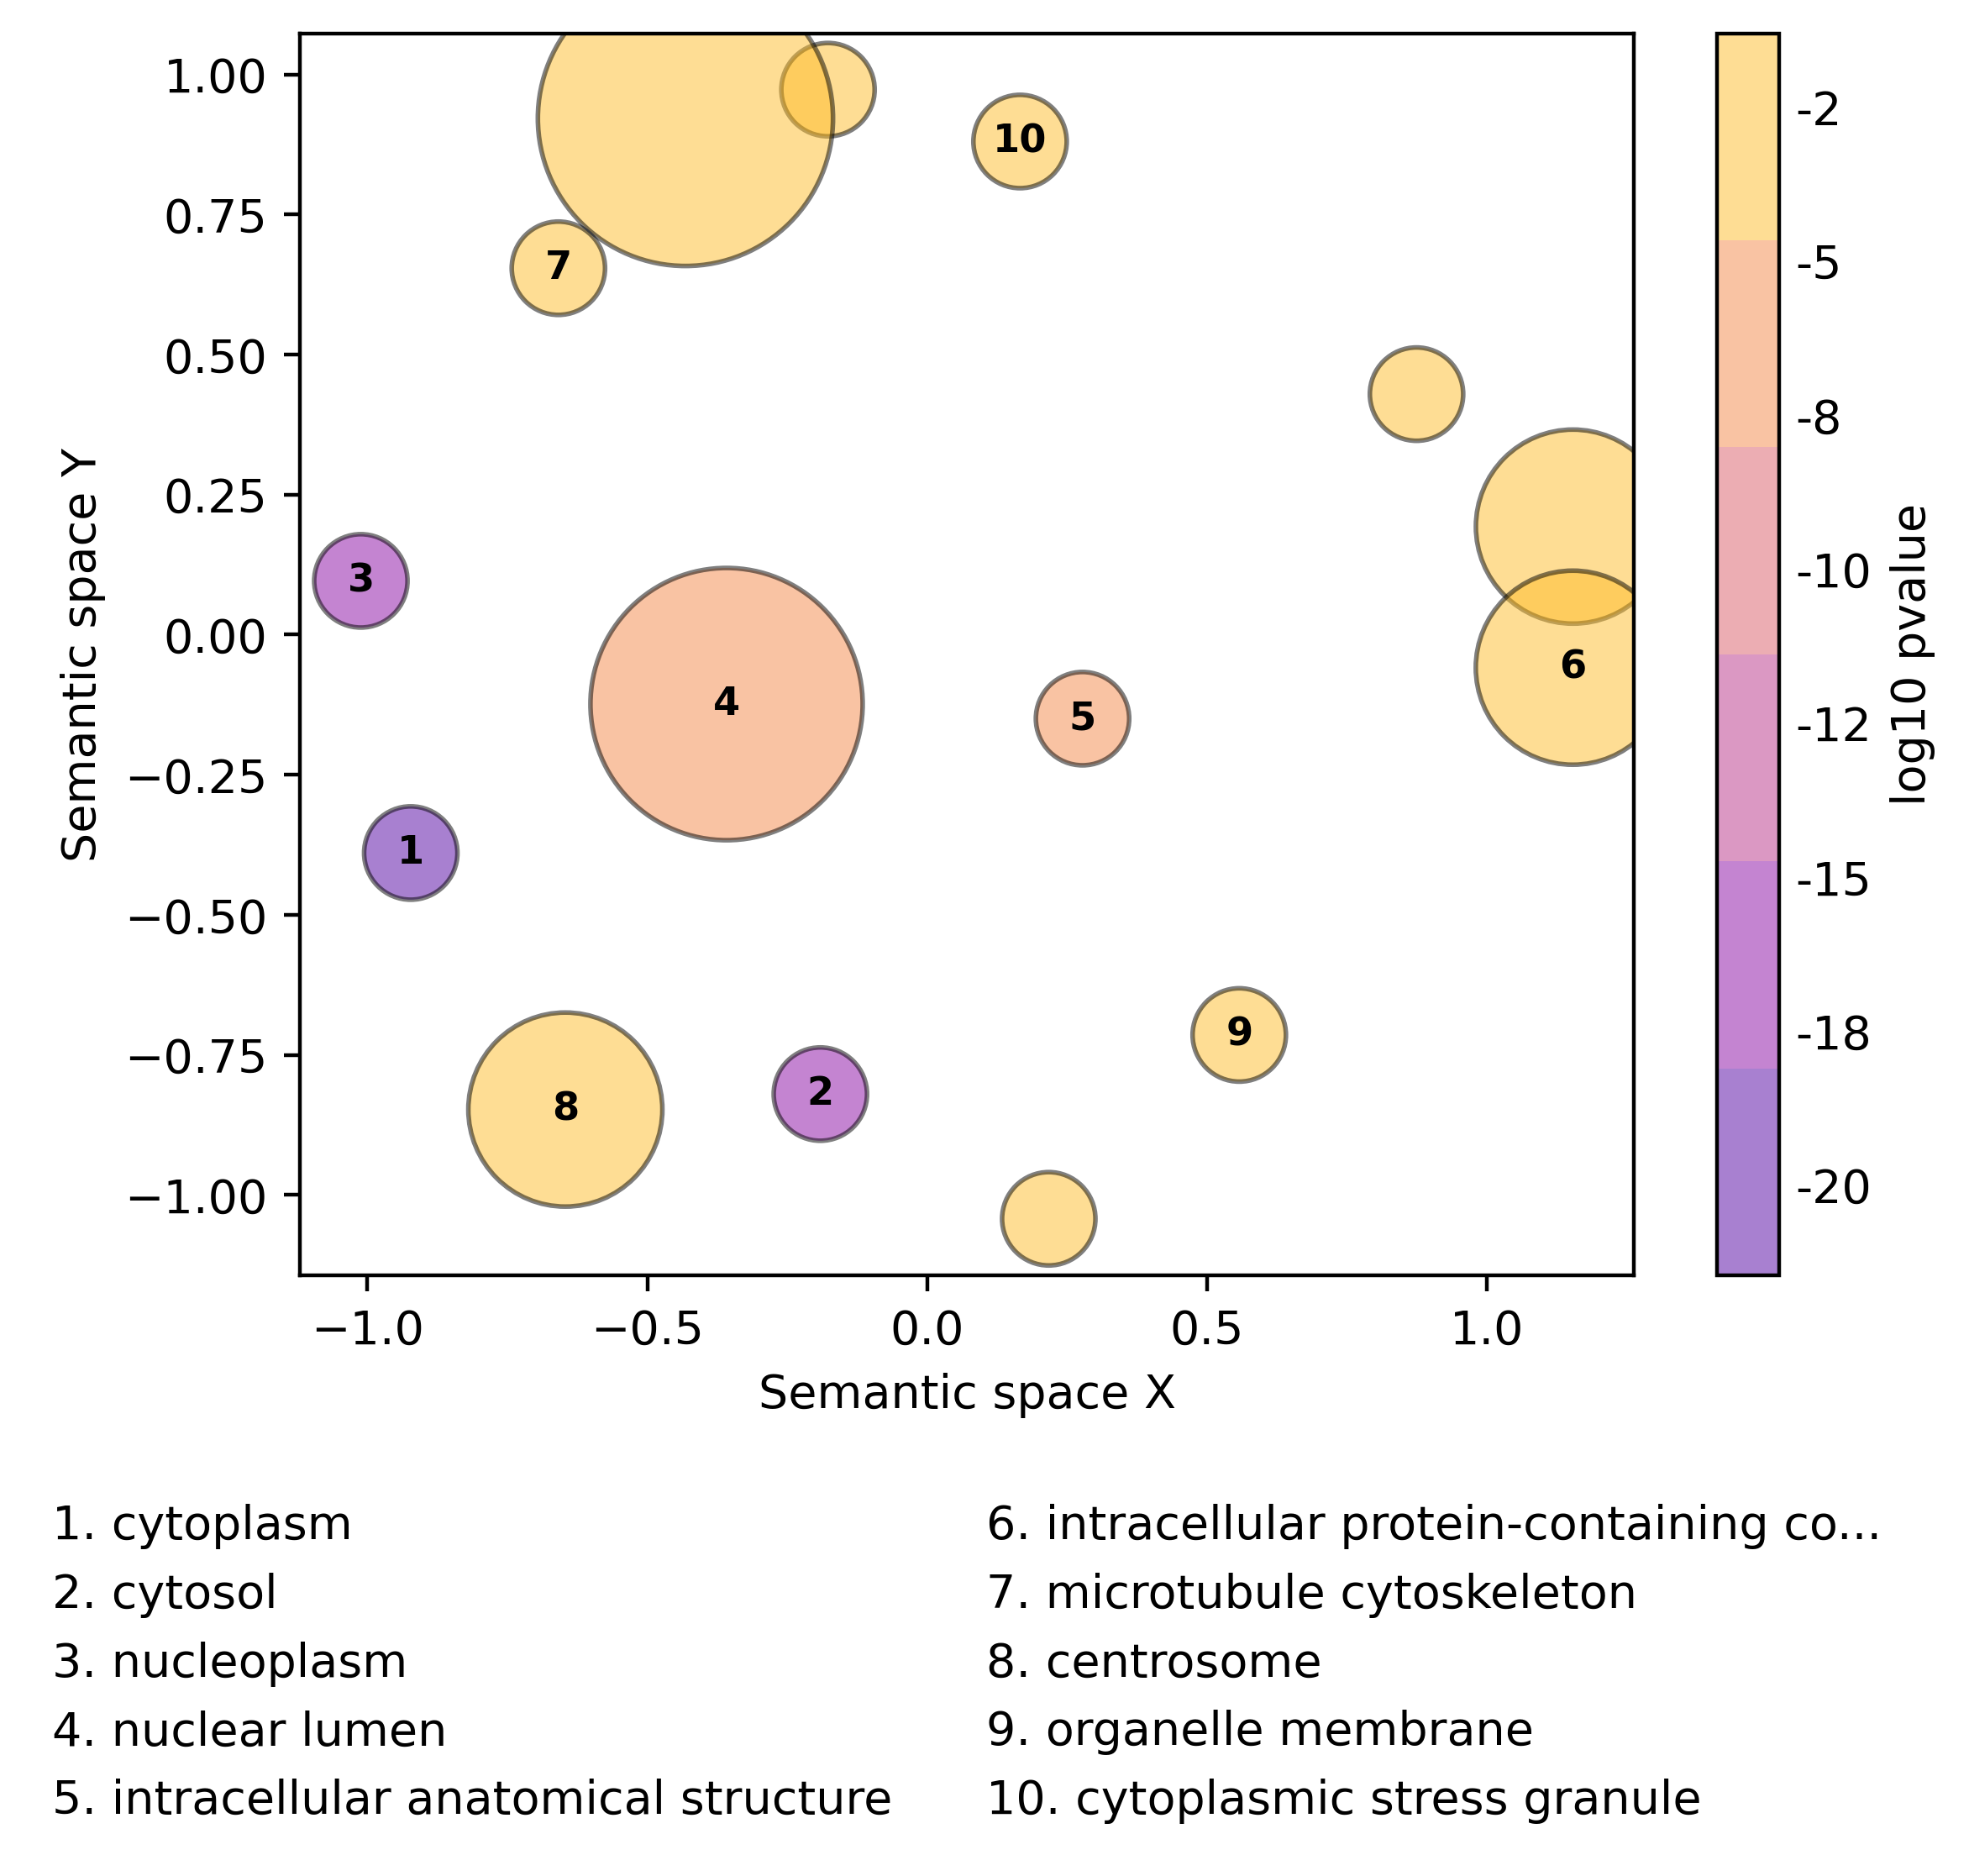 1.00
0.75
0.50
0.25
0.00
−0.25
−0.50
−0.75
−1.00
Semantic space Y
−1.0
−0.5
0.0
0.5
1.0
Semantic space X
10
7
3
4
5
6
1
9
2
8
-2
-5
-8
-10
-12
-15
-18
-20
log10 pvalue
1. cytoplasm
2. cytosol
3. nucleoplasm
4. nuclear lumen
5. intracellular anatomical structure
6. intracellular protein-containing co...
7. microtubule cytoskeleton
8. centrosome
9. organelle membrane
10. cytoplasmic stress granule